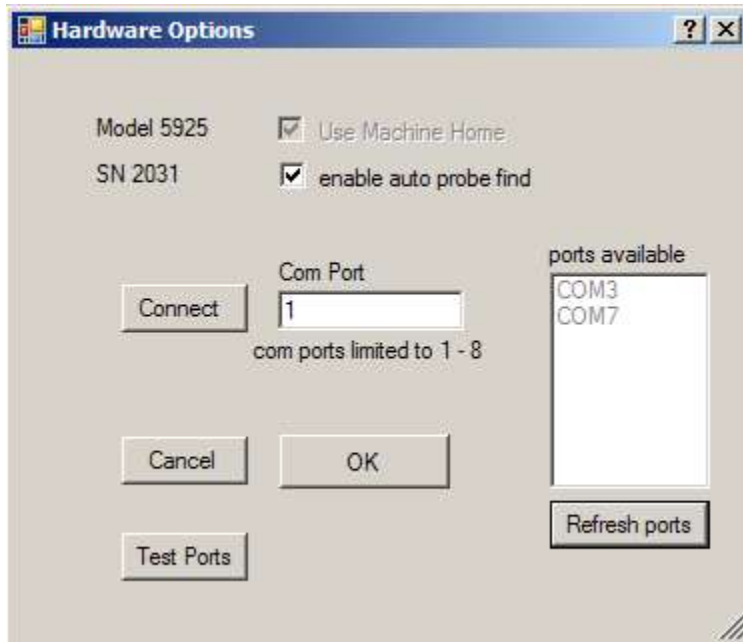 Hardware Options
Model 5925
Use Machine Home
SN 2031
enable auto probe find
ports available
Com Port
COM3
COM7
Connect
1
com ports limited to 1 - 8
Cancel
OK
Refresh ports
Test Ports